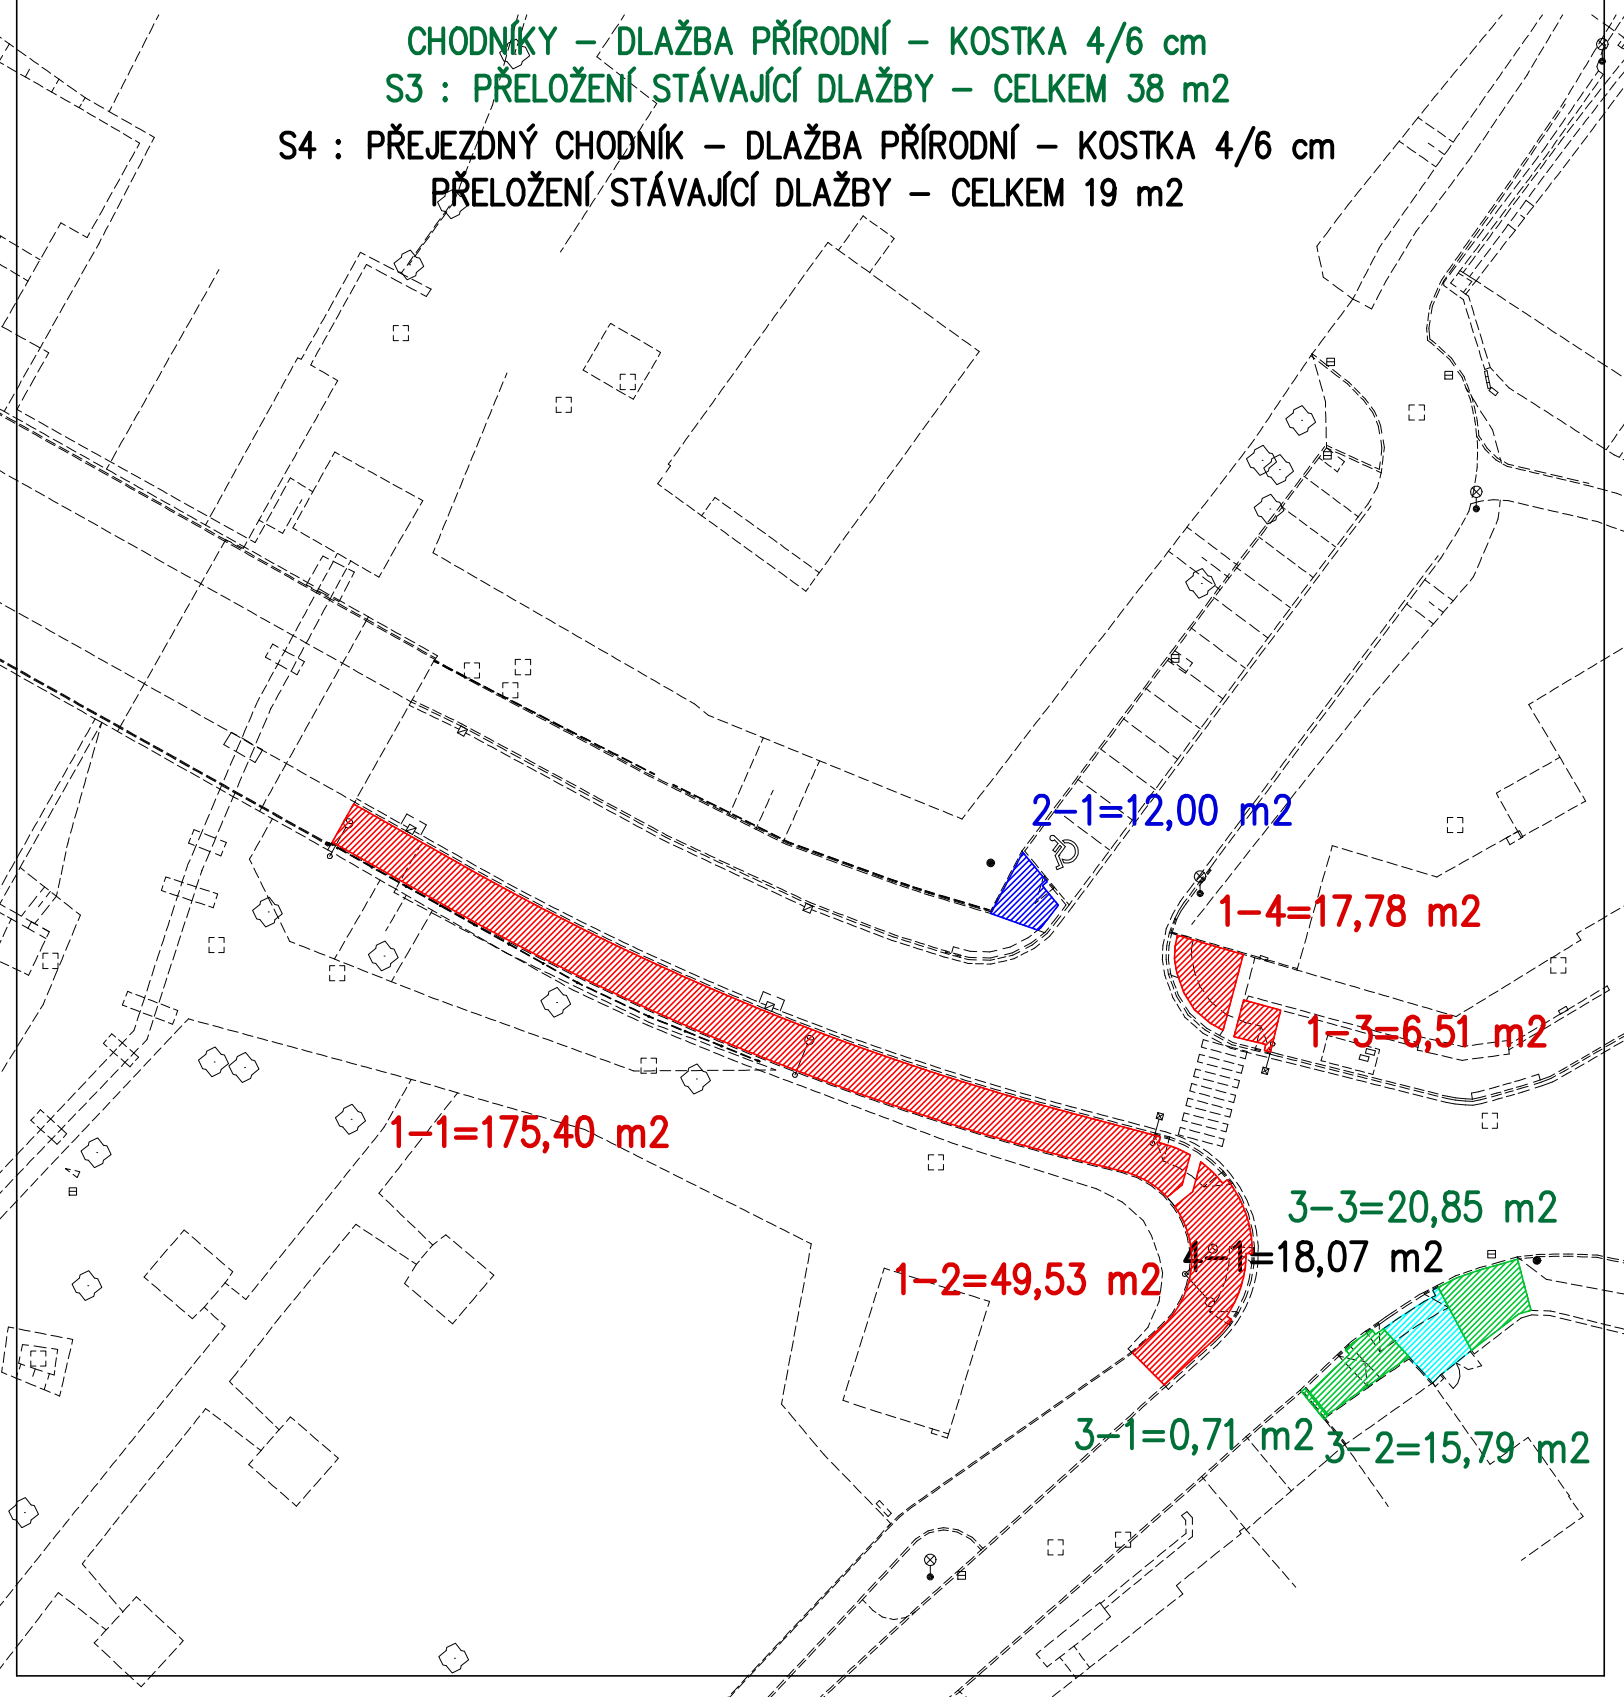 CHODNÍKY – DLAŽBA PŘÍRODNÍ – KOSTKA 4/6 cm
S3 : PŘELOŽENÍ STÁVAJÍCÍ DLAŽBY – CELKEM 38 m2
S4 : PŘEJEZDNÝ CHODNÍK – DLAŽBA PŘÍRODNÍ – KOSTKA 4/6 cm
PŘELOŽENÍ STÁVAJÍCÍ DLAŽBY – CELKEM 19 m2
2–1=12,00 m2
1–4=17,78 m2
1–3=6,51 m2
1–1=175,40 m2
3–3=20,85 m2
4–1=18,07 m2
1–2=49,53 m2
3–1=0,71 m2
3–2=15,79 m2